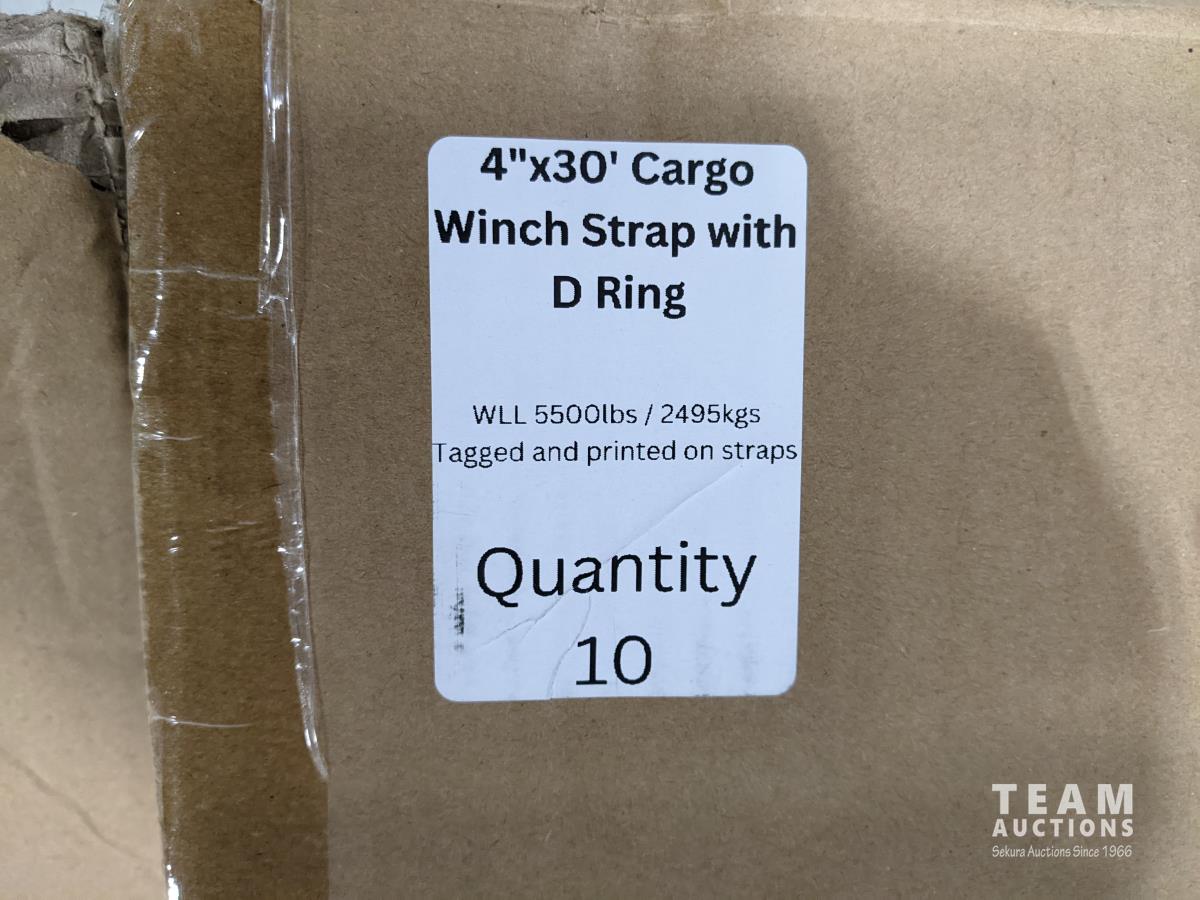 4"x30' Cargo
Winch Strap with
D Ring
WLL 5500lbs / 2495kgs
Tagged and printed on straps
Quantity
10
TEAM
AUCTIONS
Sekura Auctions Since 1966